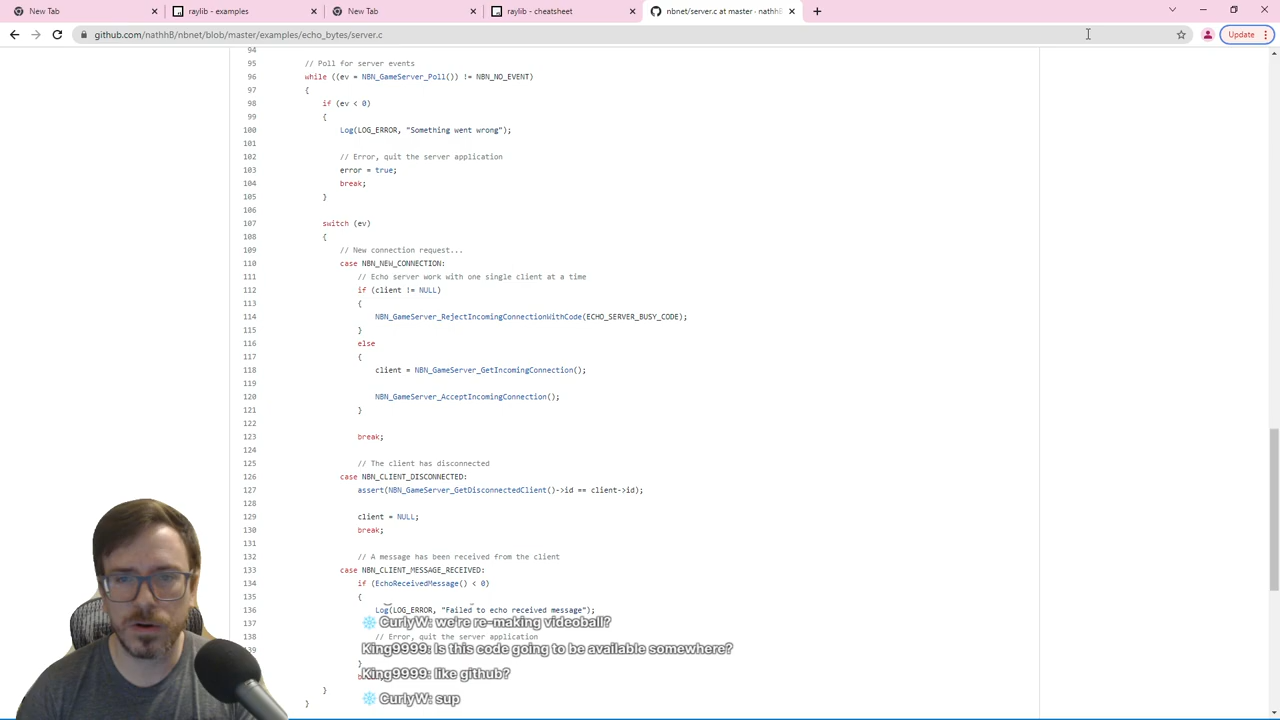 New Tab
raylib - examples
New Tab
raylib - cheatsheet
nbnet/server.c at master · nathhB
github.com/nathhB/nbnet/blob/master/examples/echo_bytes/server.c
Update
94
95 // Poll for server events
96 while ((ev = NBN_GameServer_Poll()) != NBN_NO_EVENT)
97 {
98 if (ev < 0)
99 {
100 Log(LOG_ERROR, "Something went wrong");
101
102 // Error, quit the server application
103 error = true;
104 break;
105 }
106
107 switch (ev)
108 {
109 // New connection request...
110 case NBN_NEW_CONNECTION:
111 // Echo server work with one single client at a time
112 if (client != NULL)
113 {
114 NBN_GameServer_RejectIncomingConnectionWithCode(ECHO_SERVER_BUSY_CODE);
115 }
116 else
117 {
118 client = NBN_GameServer_GetIncomingConnection();
119
120 NBN_GameServer_AcceptIncomingConnection();
121 }
122
123 break;
124
125 // The client has disconnected
126 case NBN_CLIENT_DISCONNECTED:
127 assert(NBN_GameServer_GetDisconnectedClient()->id == client->id);
128
129 client = NULL;
130 break;
131
132 // A message has been received from the client
133 case NBN_CLIENT_MESSAGE_RECEIVED:
134 if (EchoReceivedMessage() < 0)
135 {
136 Log(LOG_ERROR, "Failed to echo received message");
CurlyW: we're re-making videoball?
137
138 // Error, quit the server application
139
King9999: Is this code going to be available somewhere?
}
King9999: like github?
}
CurlyW: sup
}